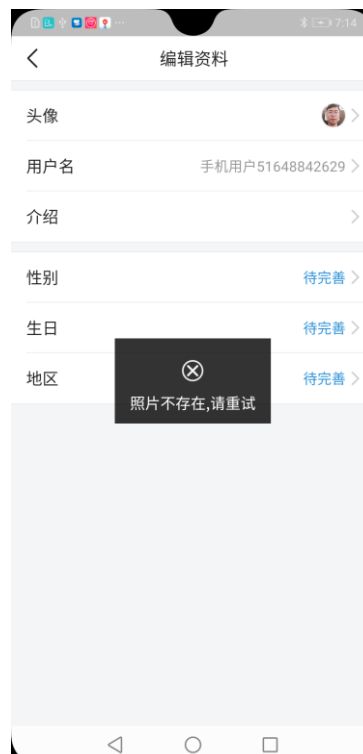 7:14
编辑资料
头像
用户名 手机用户51648842629
介绍
性别 待完善
生日 待完善
地区 待完善
照片不存在,请重试